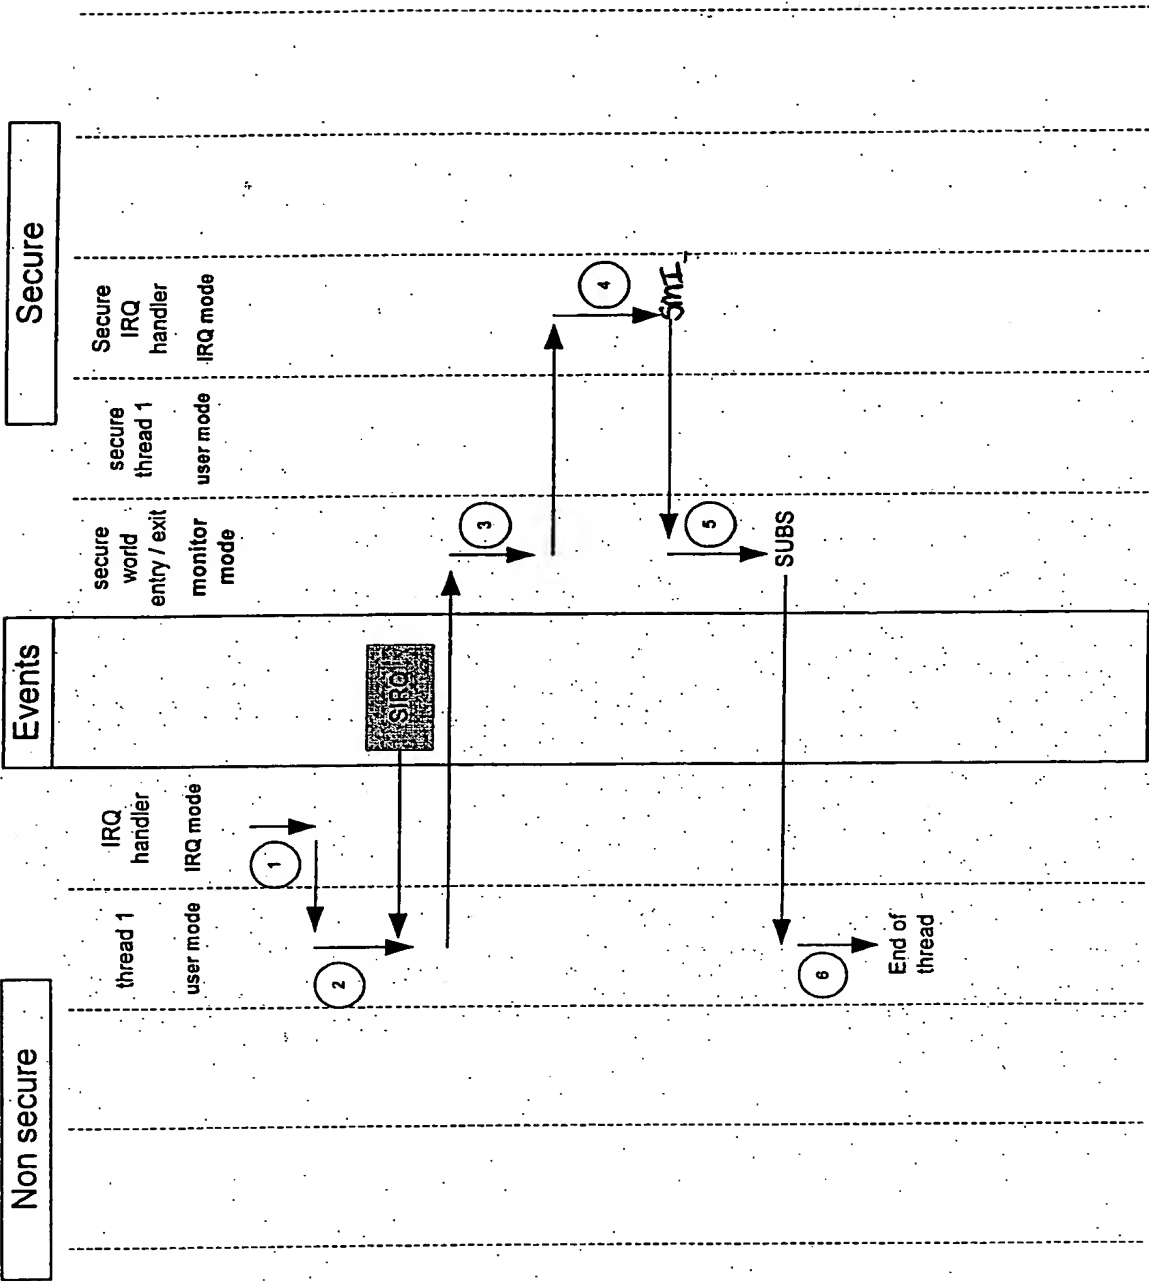 Non secure
Events
Secure
thread 1
user mode
IRQ
handler
IRQ mode
secure
world
entry / exit
monitor
mode
secure
thread 1
user mode
Secure
IRQ
handler
IRQ mode
1
2
SIRQ
3
4
SMI
5
SUBS
6
End of
thread